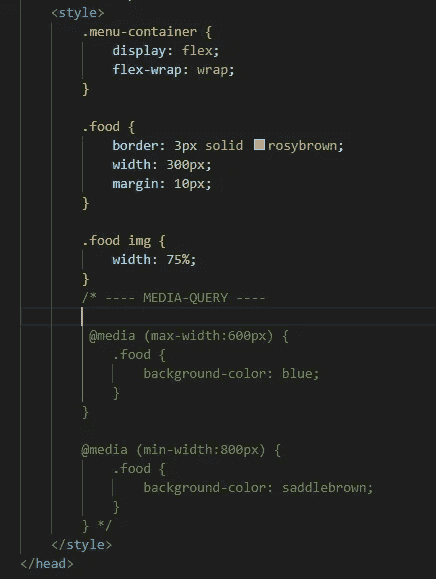 <style>
.menu-container {
display: flex;
flex-wrap: wrap;
}
.food {
border: 3px solid rosybrown;
width: 300px;
margin: 10px;
}
.food img {
width: 75%;
}
/* ---- MEDIA-QUERY ----
@media (max-width:600px) {
.food {
background-color: blue;
}
}
@media (min-width:800px) {
.food {
background-color: saddlebrown;
}
} */
</style>
</head>